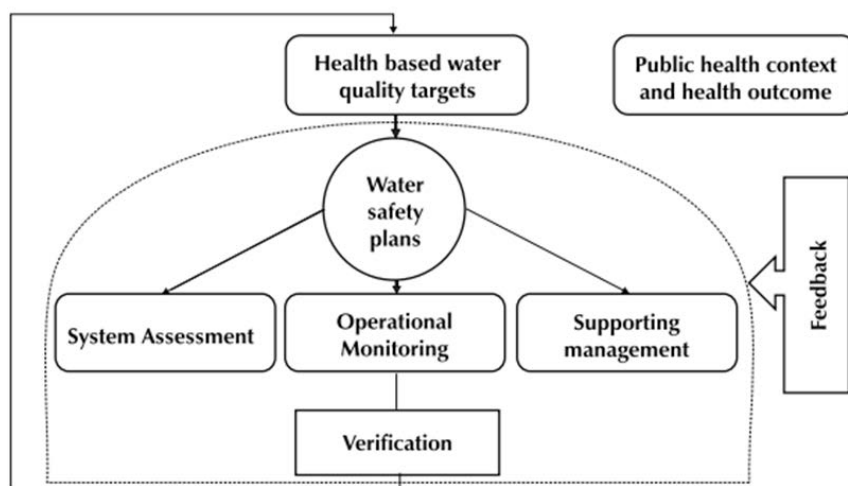 Health based water
quality targets
Public health context
and health outcome
Water
safety
plans
System Assessment
Operational
Monitoring
Supporting
management
Feedback
Verification